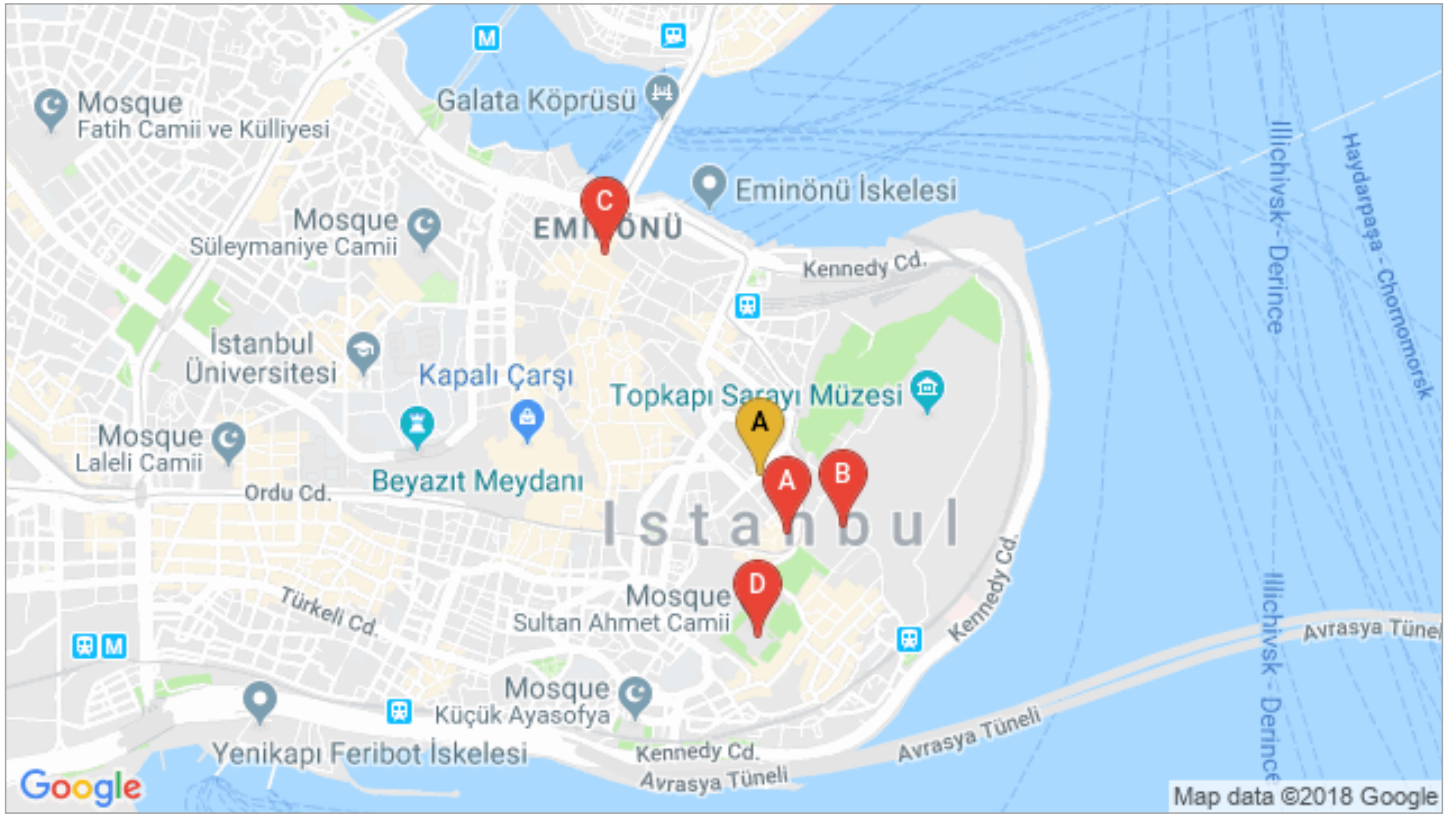 M
Mosque
Fatih Camii ve Külliyesi
Galata Köprüsü
C
EMİNÖNÜ
Eminönü İskelesi
Mosque
Süleymaniye Camii
Kennedy Cd.
Illichivsk - Derince
Haydarpaşa - Chornomorsk
İstanbul
Üniversitesi
Kapalı Çarşı
Topkapı Sarayı Müzesi
A
Mosque
Laleli Camii
Beyazıt Meydanı
Ordu Cd.
A
B
Istanbul
Kennedy Cd.
D
Mosque
Sultan Ahmet Camii
Türkeli Cd.
M
Illichivsk - Derince
Avrasya Tünel
Mosque
Küçük Ayasofya
Yenikapı Feribot İskelesi
Kennedy Cd.
Avrasya Tüneli
Avrasya Tüneli
Google
Map data ©2018 Google